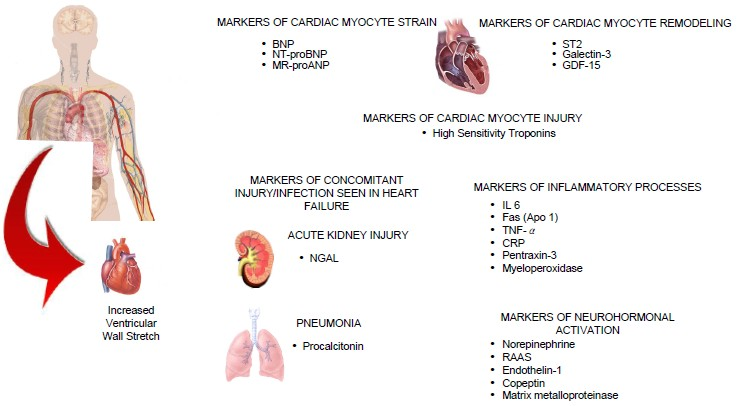 MARKERS OF CARDIAC MYOCYTE STRAIN
• BNP
• NT-proBNP
• MR-proANP
MARKERS OF CARDIAC MYOCYTE REMODELING
• ST2
• Galectin-3
• GDF-15
MARKERS OF CARDIAC MYOCYTE INJURY
• High Sensitivity Troponins
MARKERS OF CONCOMITANT
INJURY/INFECTION SEEN IN HEART
FAILURE
ACUTE KIDNEY INJURY
• NGAL
PNEUMONIA
• Procalcitonin
MARKERS OF INFLAMMATORY PROCESSES
• IL 6
• Fas (Apo 1)
• TNF- α
• CRP
• Pentraxin-3
• Myeloperoxidase
MARKERS OF NEUROHORMONAL
ACTIVATION
• Norepinephrine
• RAAS
• Endothelin-1
• Copeptin
• Matrix metalloproteinase
Increased
Ventricular
Wall Stretch